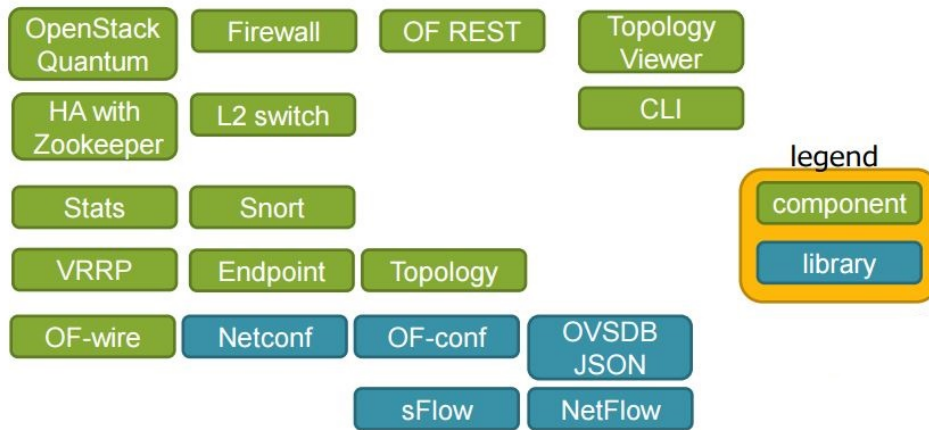 OpenStack
Quantum
Firewall
OF REST
Topology
Viewer
HA with
Zookeeper
L2 switch
CLI
legend
component
library
Stats
Snort
VRRP
Endpoint
Topology
OF-wire
Netconf
OF-conf
OVSDB
JSON
sFlow
NetFlow